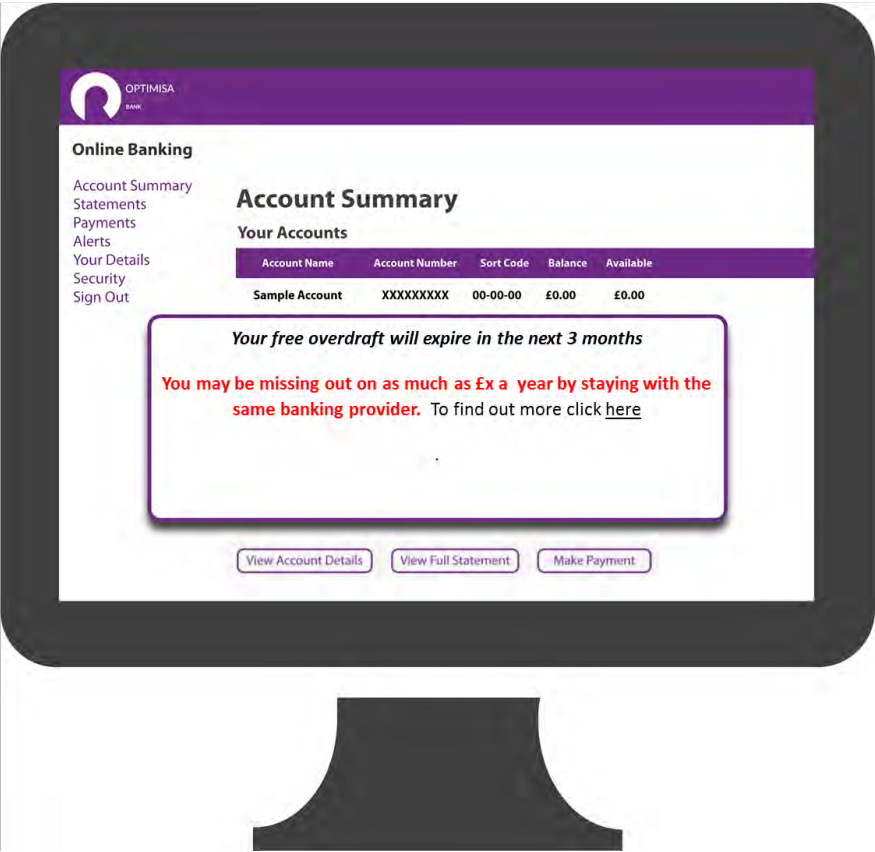 OPTIMISA
BANK
Online Banking
Account Summary
Statements
Payments
Alerts
Your Details
Security
Sign Out
Account Summary
Your Accounts
Account Name Account Number Sort Code Balance Available
Sample Account XXXXXXXXX 00-00-00 £0.00 £0.00
Your free overdraft will expire in the next 3 months
You may be missing out on as much as £x a year by staying with the
same banking provider. To find out more click here
.
View Account Details View Full Statement Make Payment